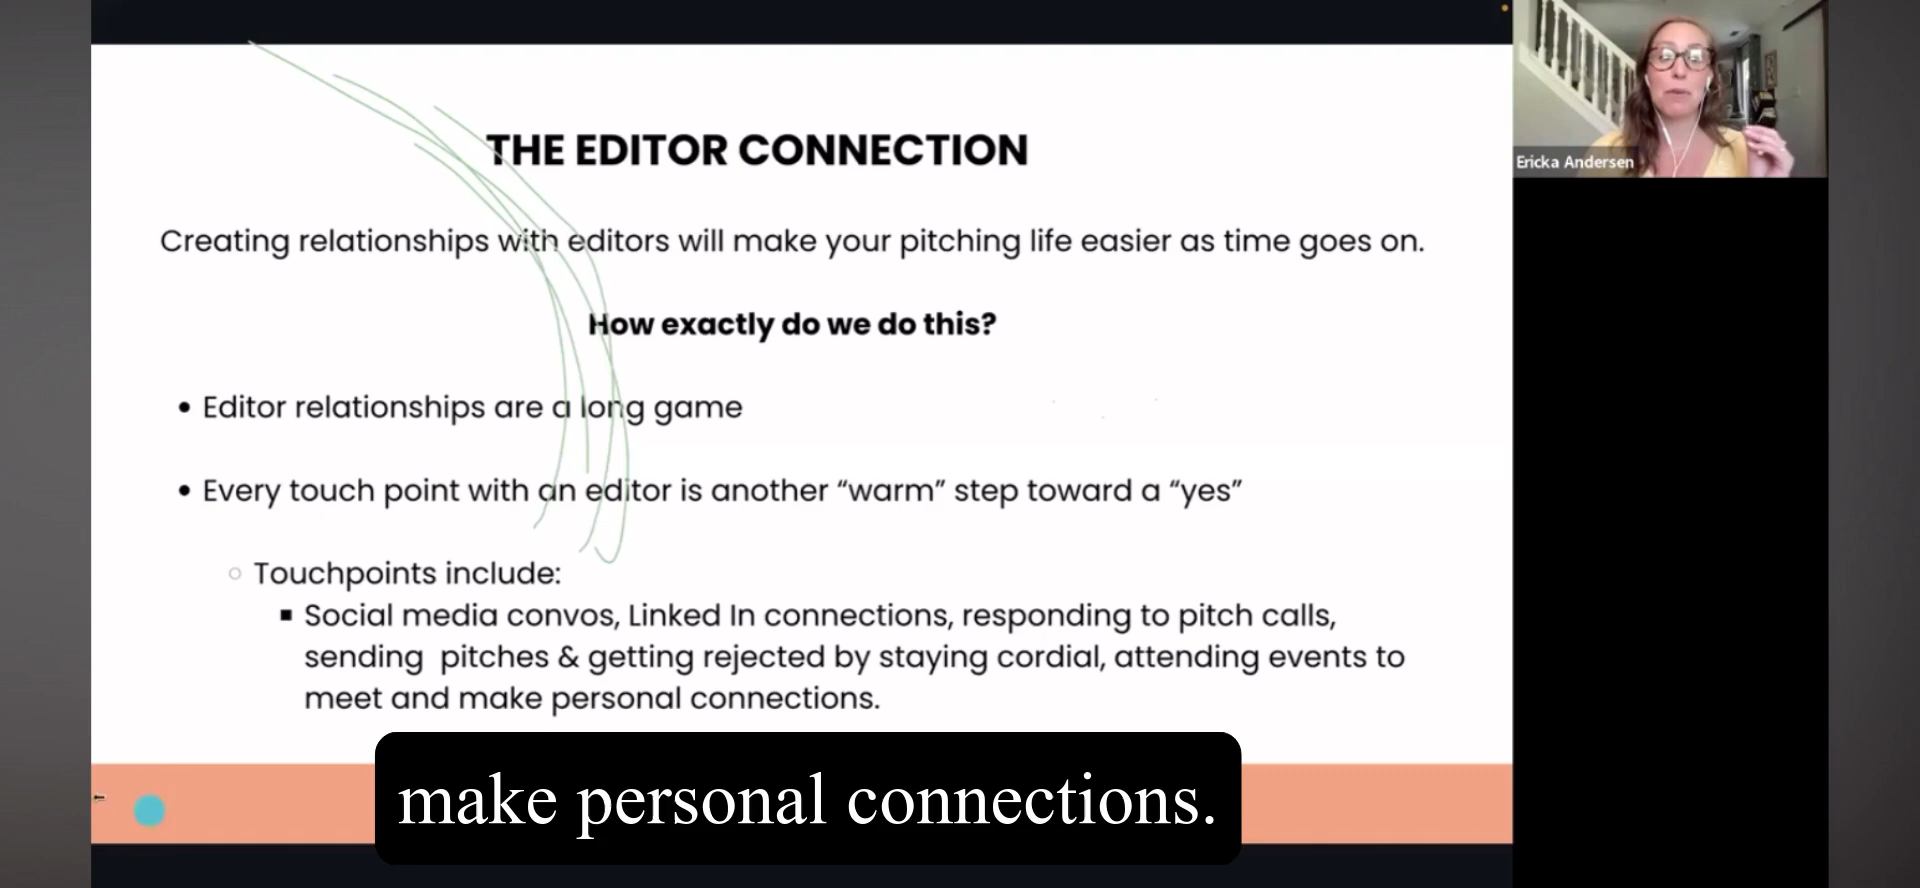 THE EDITOR CONNECTION
Creating relationships with editors will make your pitching life easier as time goes on.
How exactly do we do this?
• Editor relationships are a long game
• Every touch point with an editor is another “warm” step toward a “yes”
○ Touchpoints include:
■ Social media convos, Linked In connections, responding to pitch calls,
sending  pitches & getting rejected by staying cordial, attending events to
meet and make personal connections.
make personal connections.
Ericka Andersen